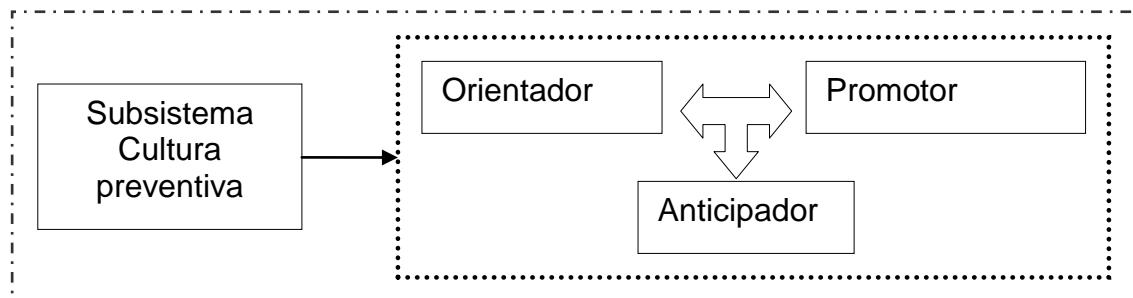 Subsistema
Cultura
preventiva
Orientador
Promotor
Anticipador